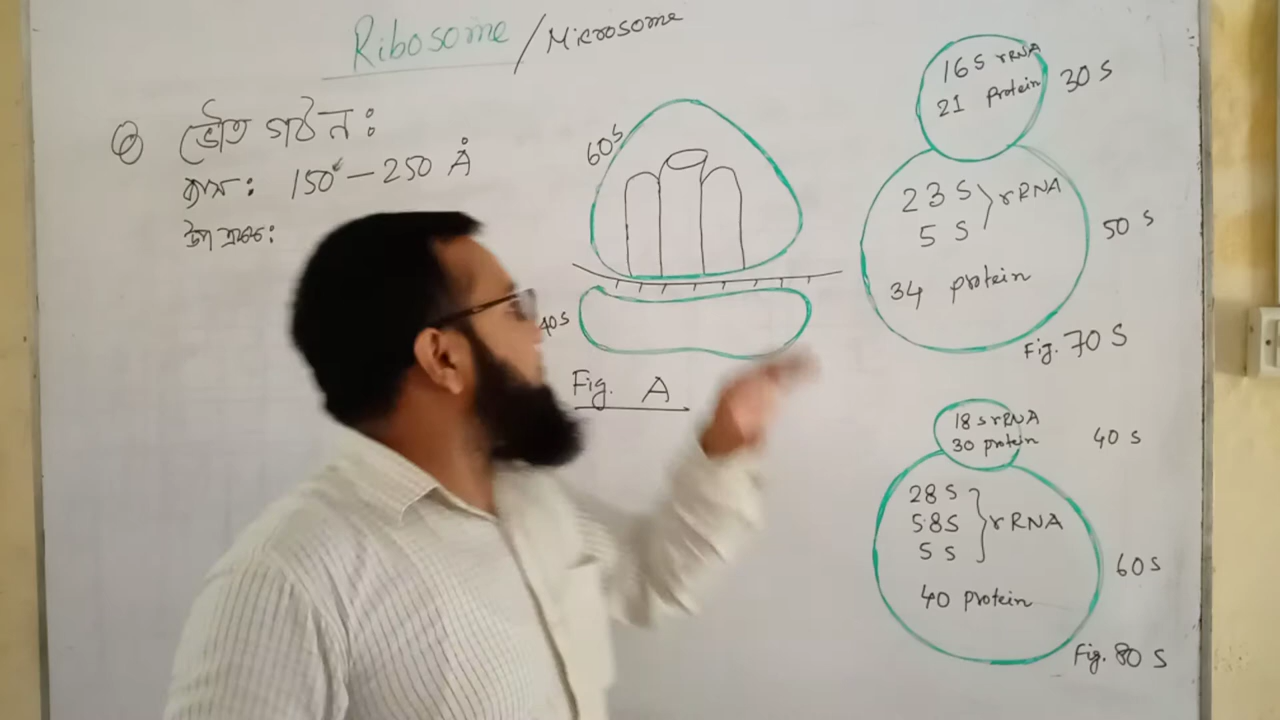 Ribosome / Microsome
ভৌত গঠন:
ব্যাস: 150 - 250 Å
60S
40S
Fig. A
16S rRNA
21 Protein
30 S
23 S
5 S
rRNA
34 protein
50 S
Fig. 70 S
18 s rRNA
30 protein
40 S
28 S
5.8S
5 S
rRNA
40 protein
60 S
Fig. 80 S